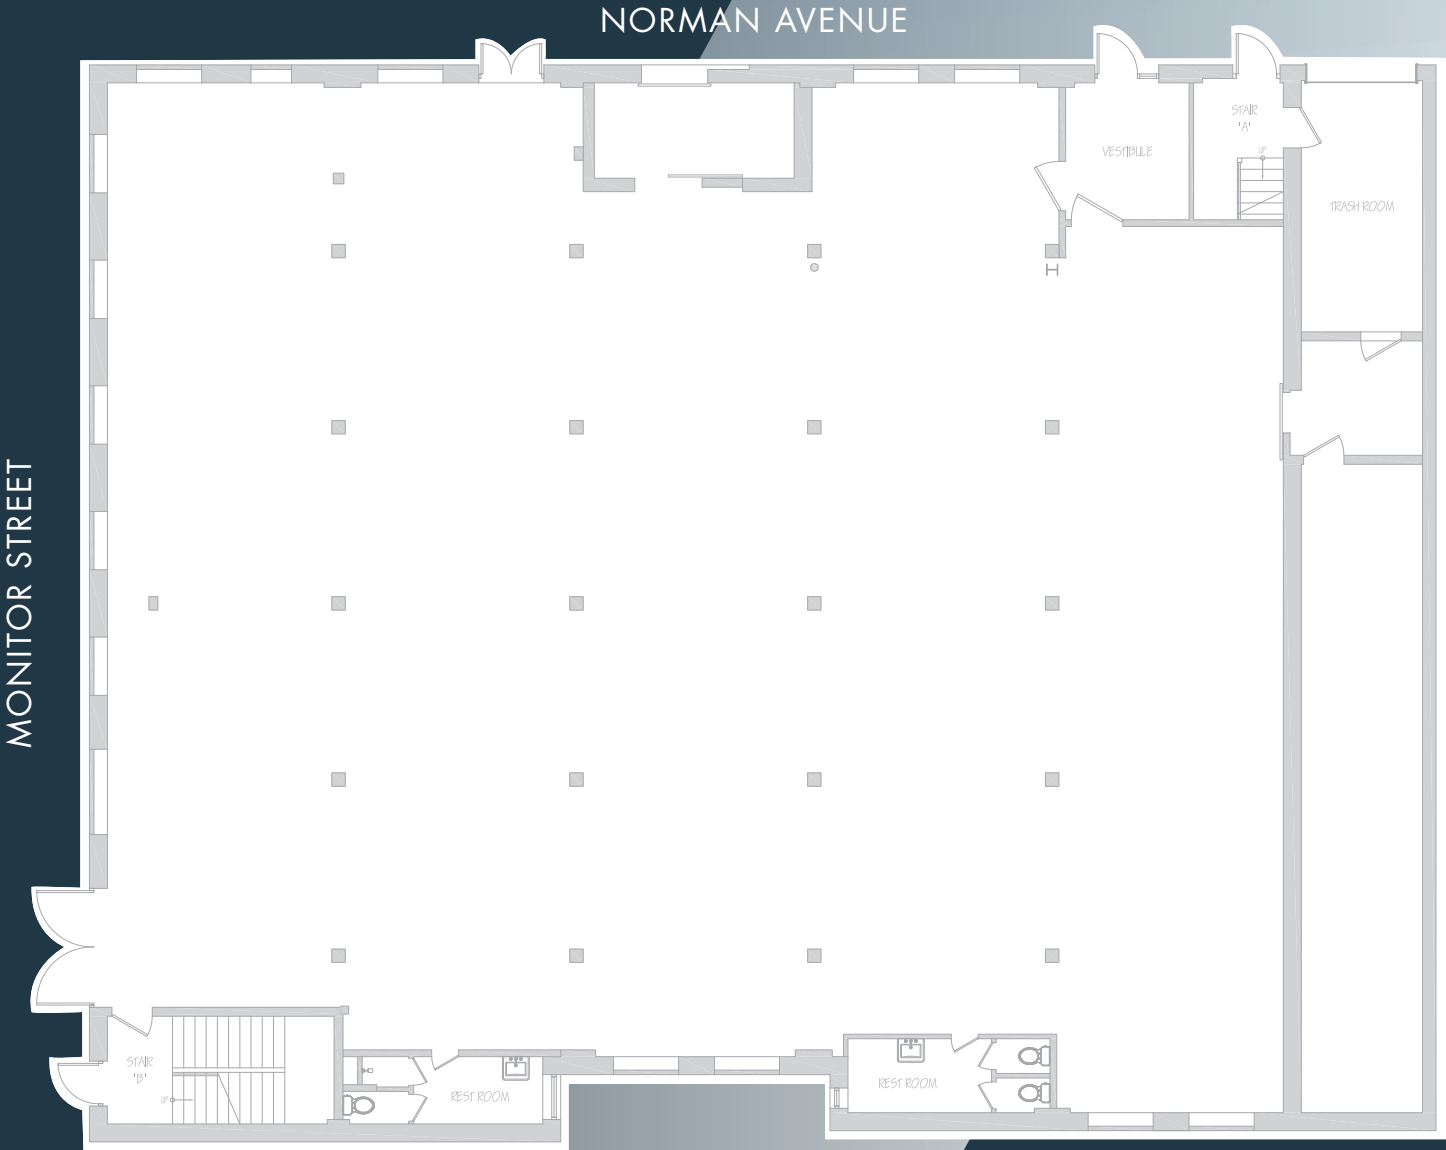 NORMAN AVENUE
STAIR
'A'
UP
VESTIBULE
TRASH ROOM
MONITOR STREET
STAIR
'B'
UP
REST ROOM
REST ROOM